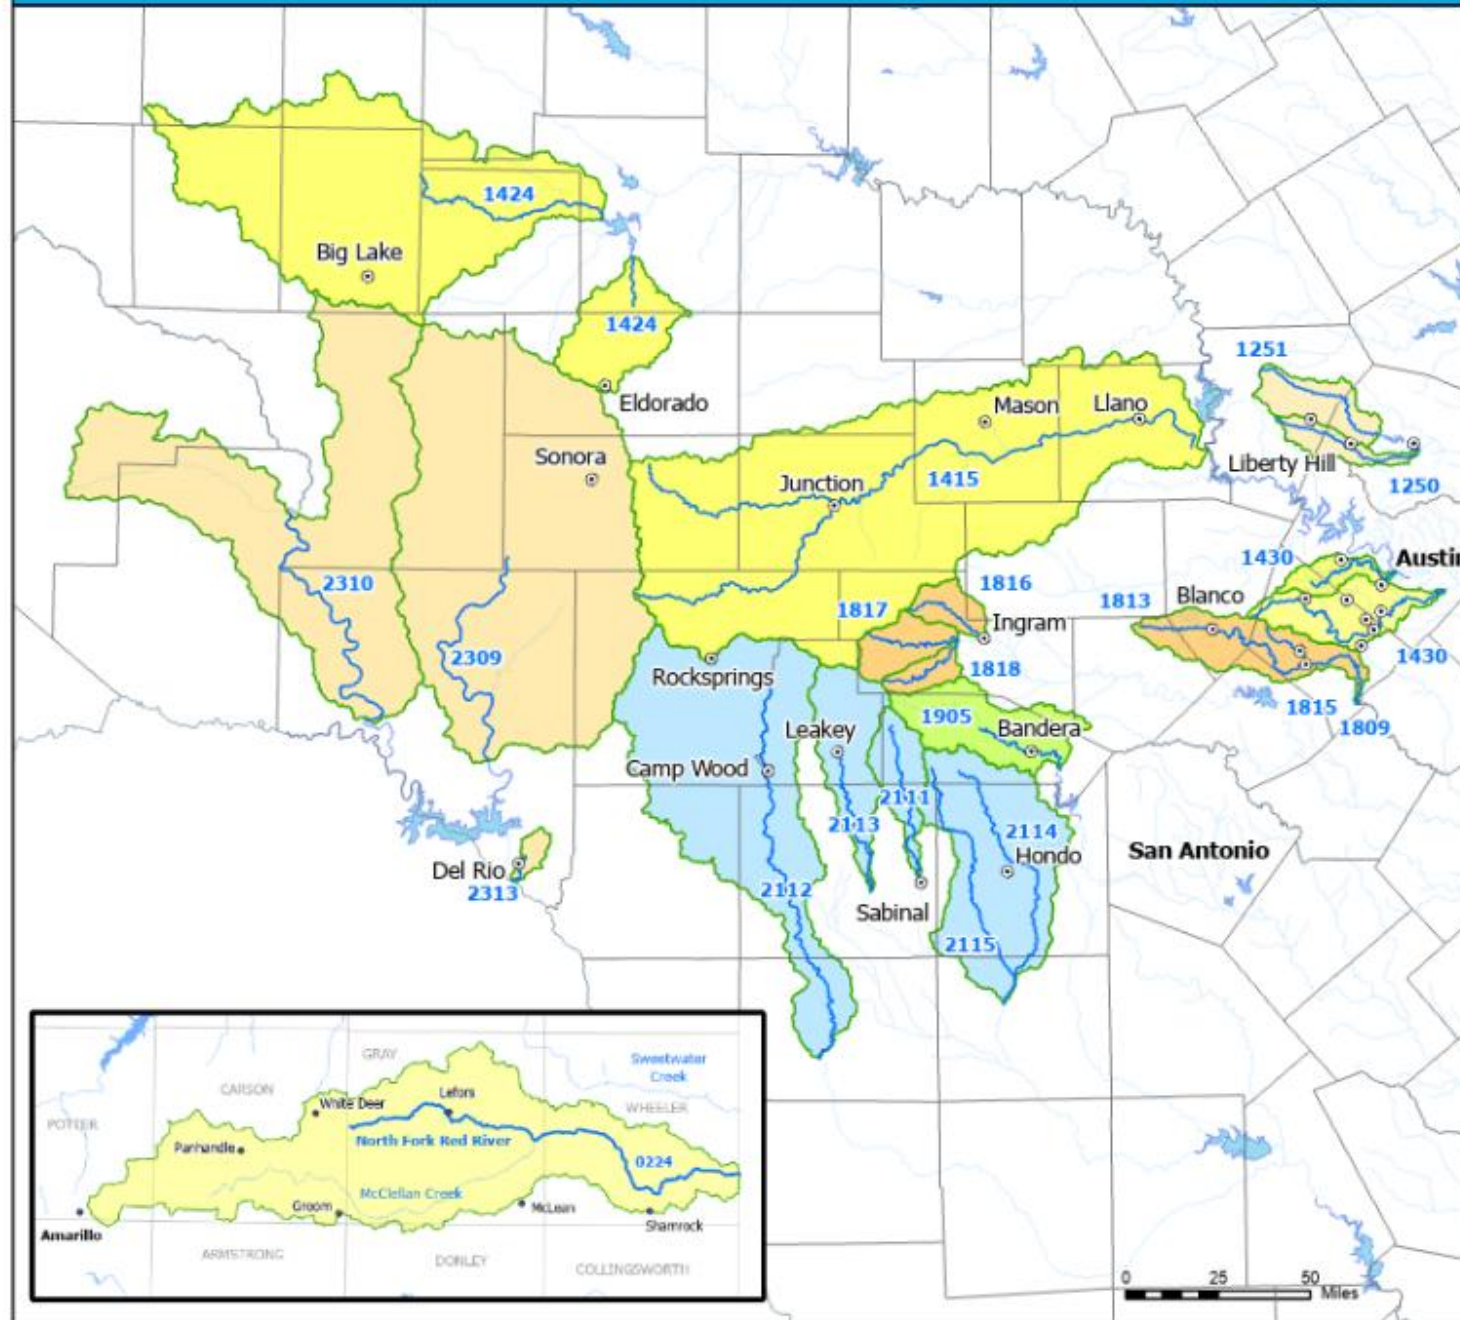 1424
Big Lake
1424
Eldorado
1251
Mason
Llano
Sonora
Junction
1415
Liberty Hill
1250
2310
1430
Austin
1816
1817
1813
Blanco
Ingram
2309
1818
1430
Rocksprings
1905
Bandera
1815
1809
Leakey
Camp Wood
2111
2113
2114
Hondo
San Antonio
Del Rio
2313
2112
Sabinal
2115
GRAY
Sweetwater
Creek
CARSON
Lefors
White Deer
WHEELER
POTTER
North Fork Red River
Panhandle
0224
McClellan Creek
Groom
McLean
Shamrock
Amarillo
ARMSTRONG
DONLEY
COLLINGSWORTH
0 25 50
Miles